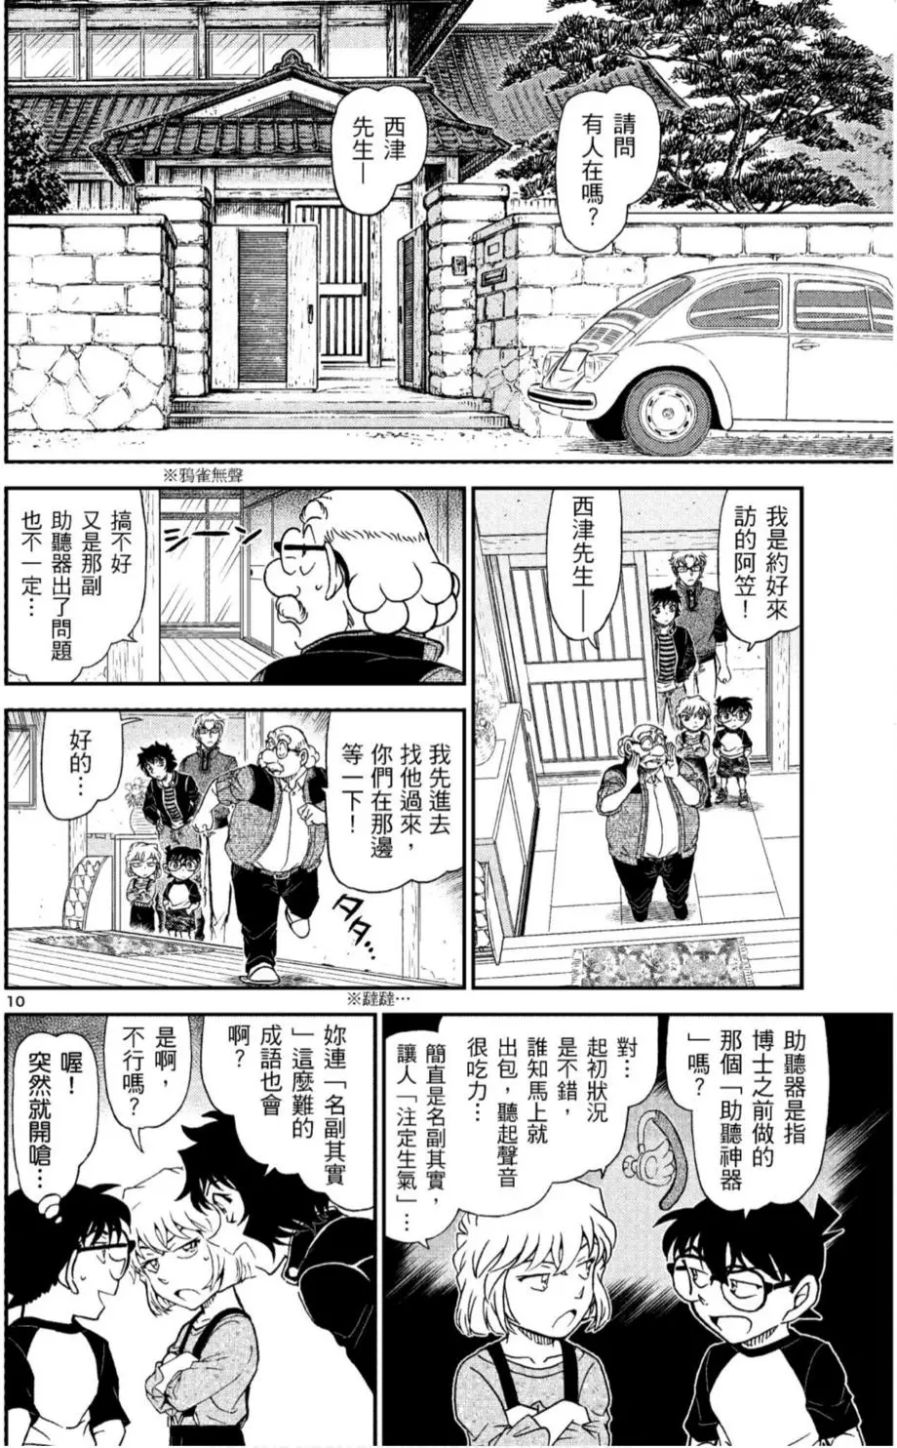 請問
有人在嗎？
西津
先生—
我是約好來
訪的阿笠！
西津先生—
※鴉雀無聲
シーン
搞不好
又是那副
助聽器出了問題
也不一定…
我先進去
找他過來，
你們在那邊
等一下！
好的…
タタ…
※躂躂…
10
助聽器是指
博士之前做的
那個「助聽神器
」嗎？
對…
起初狀況
是不錯，
誰知馬上就
出包，聽起聲音
很吃力…
簡直是名副其實，
讓人「注定生氣」…
妳連「名副其實
」這麼難的
成語也會
啊？
是啊，
不行嗎？
喔！
突然就開嗆…